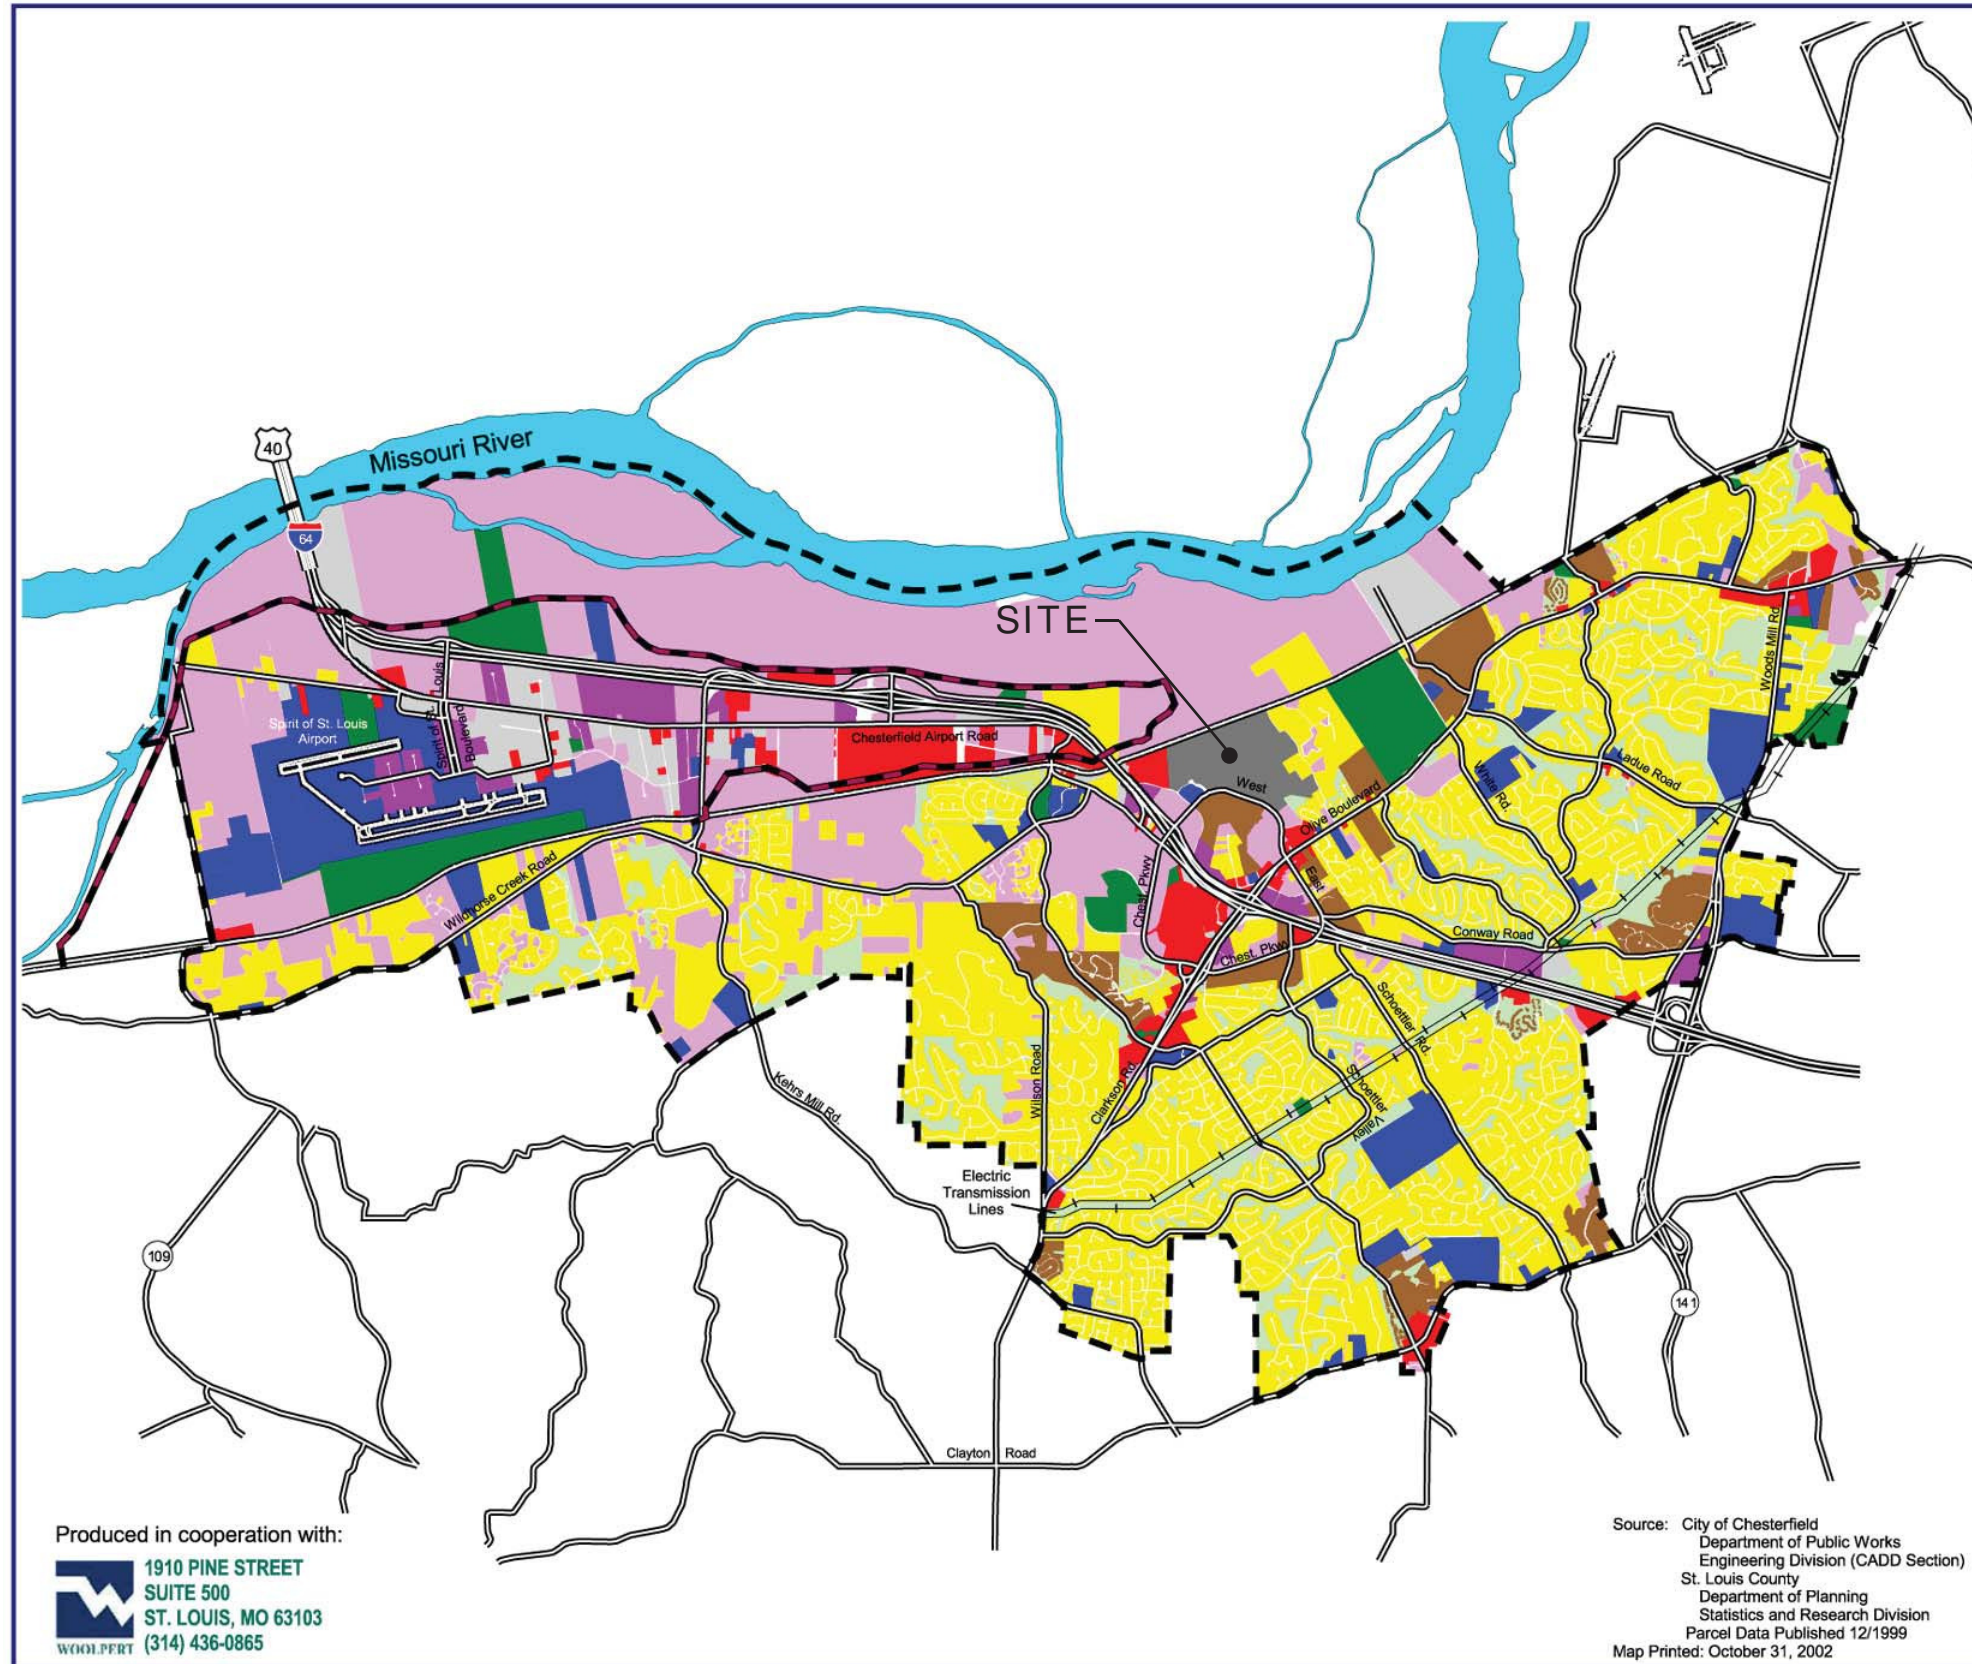 40
Missouri River
64
SITE
Spirit of St. Louis
Airport
Spirit of St. Louis
Boulevard
Chesterfield Airport Road
Wildhorse Creek Road
West
Olive Boulevard
White Rd.
Ladue Road
Woods Mill Rd
Chest. Pkwy
East
Chest. Pkwy
Conway Road
Schoettler Rd.
Schoettler Valley
Clarkson Rd.
Wilson Road
Kehrs Mill Rd.
Electric
Transmission
Lines
109
141
Clayton Road
Produced in cooperation with:
1910 PINE STREET
SUITE 500
ST. LOUIS, MO 63103
(314) 436-0865
WOOLPERT
Source: City of Chesterfield
Department of Public Works
Engineering Division (CADD Section)
St. Louis County
Department of Planning
Statistics and Research Division
Parcel Data Published 12/1999
Map Printed: October 31, 2002